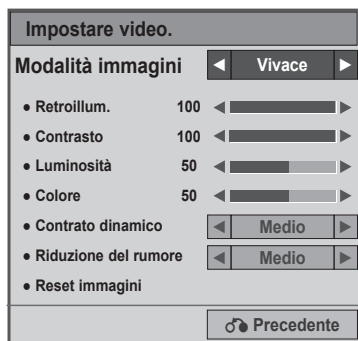 Impostare video.
Modalità immagini ◀ Vivace ▶
● Retroillum. 100
● Contrasto 100
● Luminosità 50
● Colore 50
● Contrato dinamico ◀ Medio ▶
● Riduzione del rumore ◀ Medio ▶
● Reset immagini
Precedente